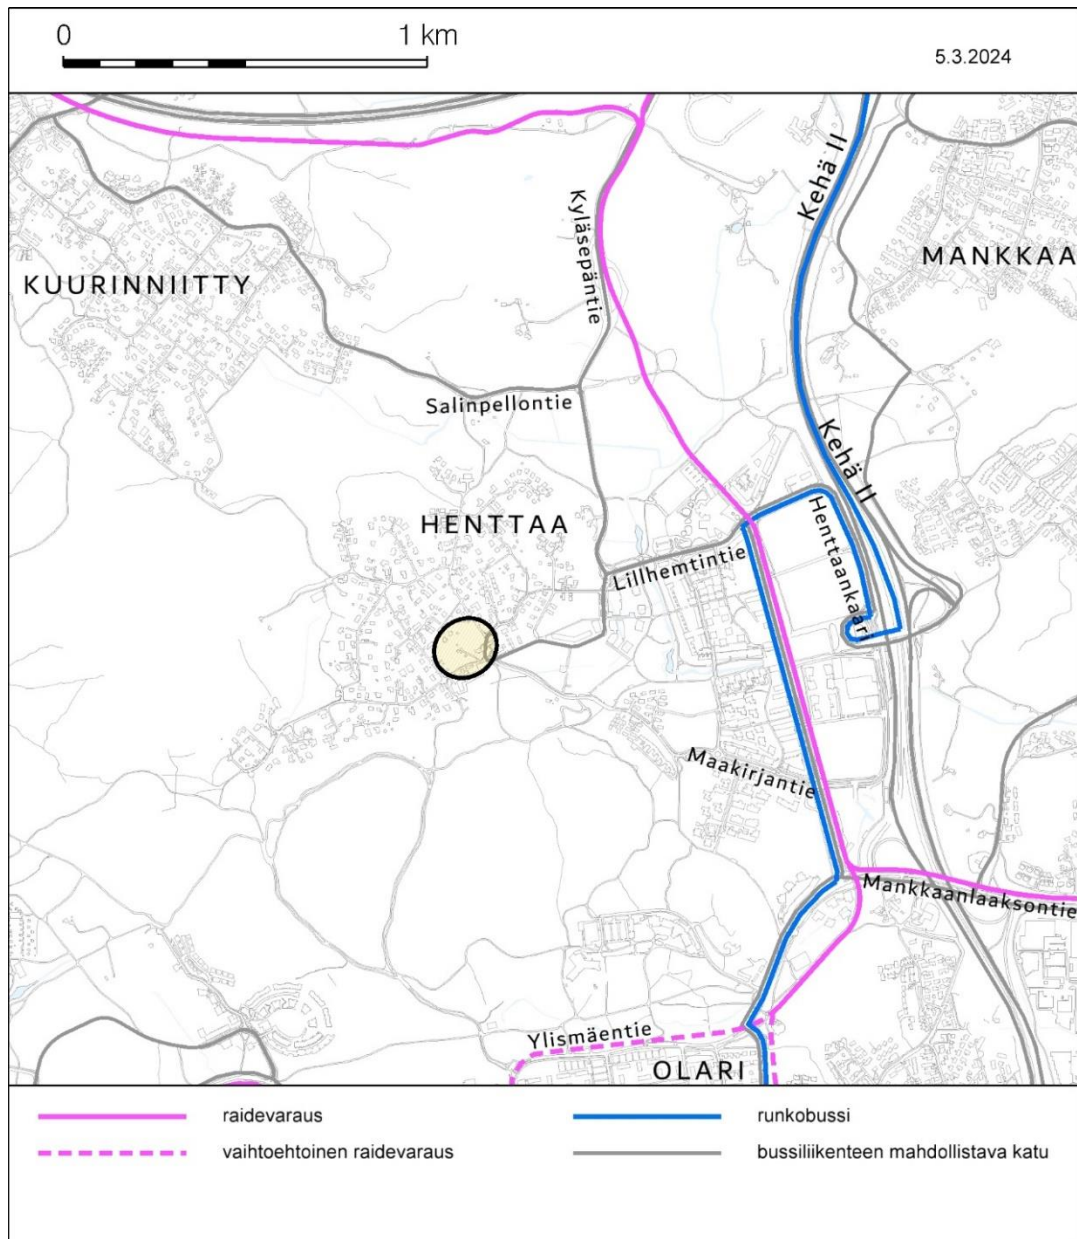 0
1 km
5.3.2024
Kehä II
MANKKAA
Kyläsepäntie
KUURINNIITTY
Salinpellontie
Kehä II
HENTTAA
Henttaankaari
Lillhemtintie
Maakirjantie
Mankkaanlaaksontie
Ylismäentie
OLARI
raidevaraus
runkobussi
vaihtoehtoinen raidevaraus
bussiliikenteen mahdollistava katu